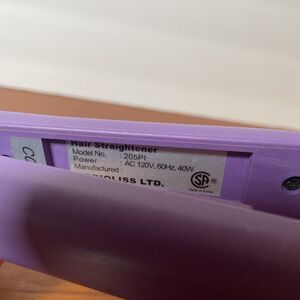 Hair Straightener
Model No. : 205PI
Power : AC 120V, 60Hz, 40W
Manufactured :
LTD.